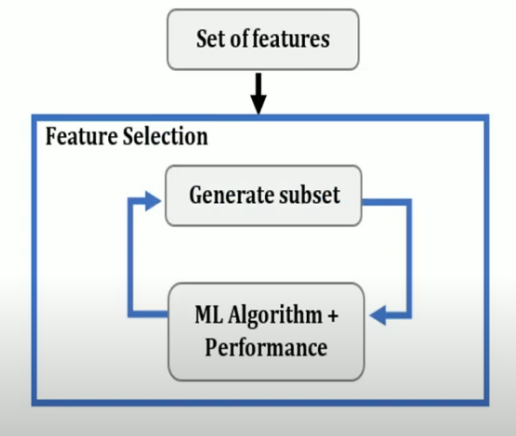 Set of features
Feature Selection
Generate subset
ML Algorithm +
Performance